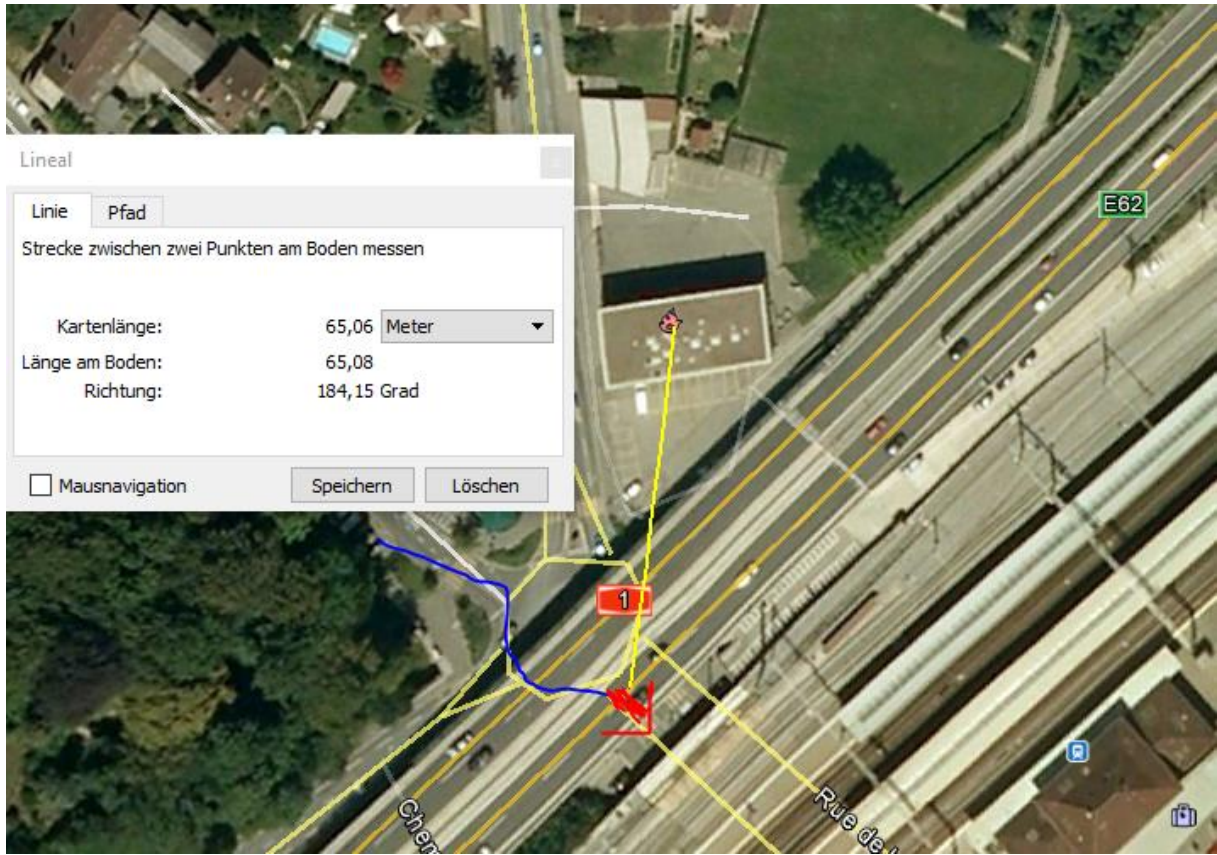 Lineal
Linie Pfad
Strecke zwischen zwei Punkten am Boden messen
Kartenlänge: 65,06 Meter
Länge am Boden: 65,08
Richtung: 184,15 Grad
Mausnavigation Speichern Löschen
E62
1
Rue de